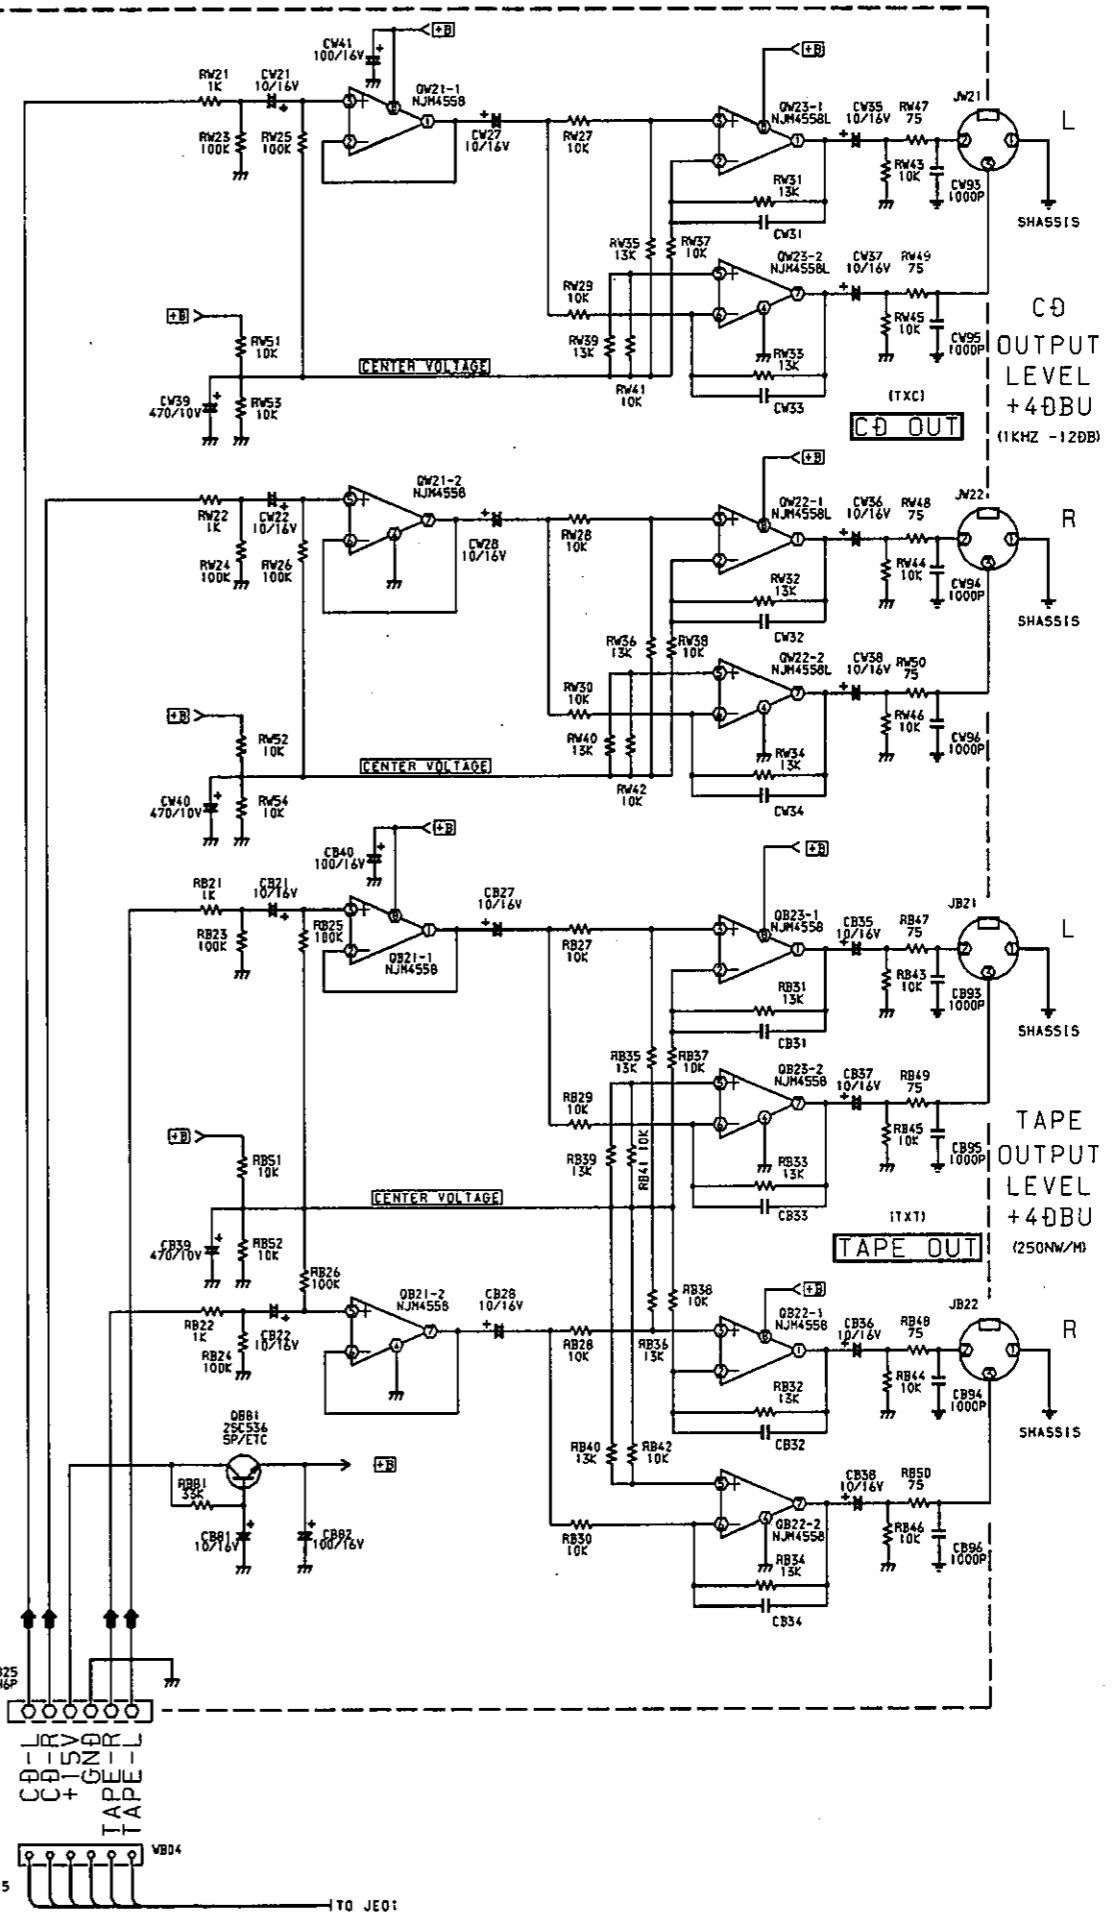 CW41
100/16V
+B
+B
RW21
1K
CW21
10/16V
QW21-1
NJM4558
QW23-1
NJM4558L
CW35
10/16V
RW47
75
JW21
L
RW23
100K
RW25
100K
CW27
10/16V
RW27
10K
RW43
10K
CW93
1000P
SHASSIS
RW31
13K
CW31
RW35
13K
RW37
10K
QW23-2
NJM4558L
CW37
10/16V
RW49
75
RW29
10K
+B
RW51
10K
RW39
13K
RW33
13K
RW45
10K
CW95
1000P
CD
OUTPUT
LEVEL
+4DBU
(1KHZ -12DB)
CENTER VOLTAGE
CW39
470/10V
RW53
10K
RW41
10K
CW33
(TXC)
CD OUT
+B
QW21-2
NJM4558
QW22-1
NJM4558L
CW36
10/16V
RW48
75
JW22
R
RW22
1K
CW22
10/16V
RW24
100K
RW26
100K
CW28
10/16V
RW28
10K
RW44
10K
CW94
1000P
SHASSIS
RW32
13K
CW32
RW36
13K
RW38
10K
QW22-2
NJM4558L
CW38
10/16V
RW50
75
RW30
10K
+B
RW52
10K
RW40
13K
RW34
13K
RW46
10K
CW96
1000P
CENTER VOLTAGE
CW40
470/10V
RW54
10K
RW42
10K
CW34
CB40
100/16V
+B
+B
RB21
1K
CB21
10/16V
CB27
10/16V
QB23-1
NJM4558
CB35
10/16V
RB47
75
JB21
L
RB23
100K
RB25
100K
QB21-1
NJM4558
RB27
10K
RB43
10K
CB93
1000P
SHASSIS
RB31
13K
CB31
RB35
13K
RB37
10K
QB23-2
NJM4558
CB37
10/16V
RB49
75
RB29
10K
+B
RB51
10K
RB39
13K
RB41 10K
RB33
13K
RB45
10K
CB95
1000P
TAPE
OUTPUT
LEVEL
+4DBU
(250NW/M)
CENTER VOLTAGE
CB39
470/10V
RB52
10K
CB33
(TXT)
TAPE OUT
RB26
100K
QB21-2
NJM4558
CB28
10/16V
RB38
10K
+B
QB22-1
NJM4558
CB36
10/16V
RB48
75
JB22
R
RB22
1K
CB22
10/16V
RB24
100K
RB28
10K
RB36
13K
RB44
10K
CB94
1000P
SHASSIS
RB32
13K
CB32
QB81
2SC536
SP/ETC
+B
RB81
33K
CB81
10/16V
CB82
100/16V
RB40
13K
RB42
10K
CB38
10/16V
RB50
75
RB30
10K
QB22-2
NJM4558
RB34
13K
RB46
10K
CB96
1000P
CB34
CD-L
CD-R
+15V
GND
TAPE-R
TAPE-L
WB04
5
TO JE01